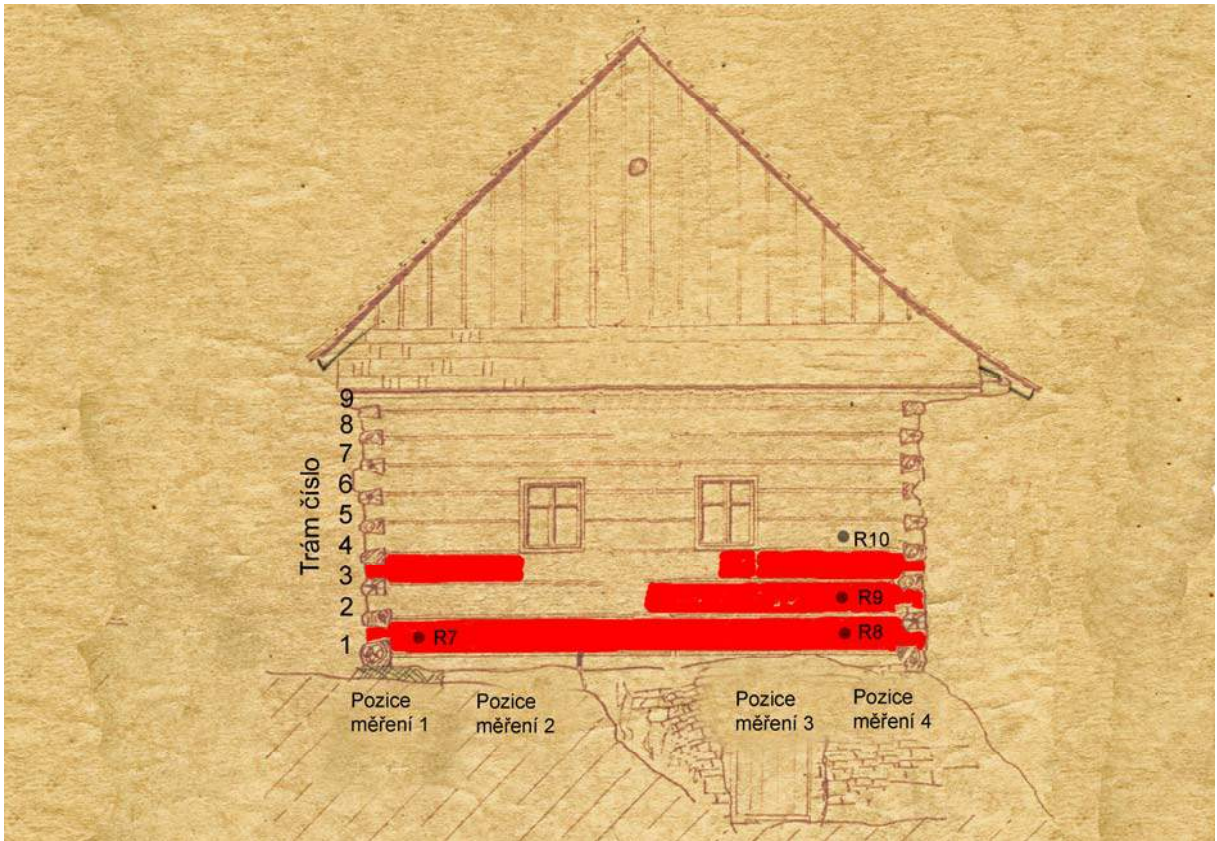 Trám číslo
9
8
7
6
5
4
3
2
1
R10
R9
R7
R8
Pozice
měření 1
Pozice
měření 2
Pozice
měření 3
Pozice
měření 4